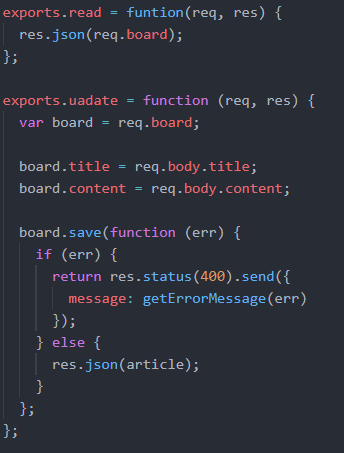 exports.read = funtion(req, res) {
  res.json(req.board);
};
exports.uadate = function (req, res) {
  var board = req.board;
  board.title = req.body.title;
  board.content = req.body.content;
  board.save(function (err) {
    if (err) {
      return res.status(400).send({
        message: getErrorMessage(err)
      });
    } else {
      res.json(article);
    }
  };
};